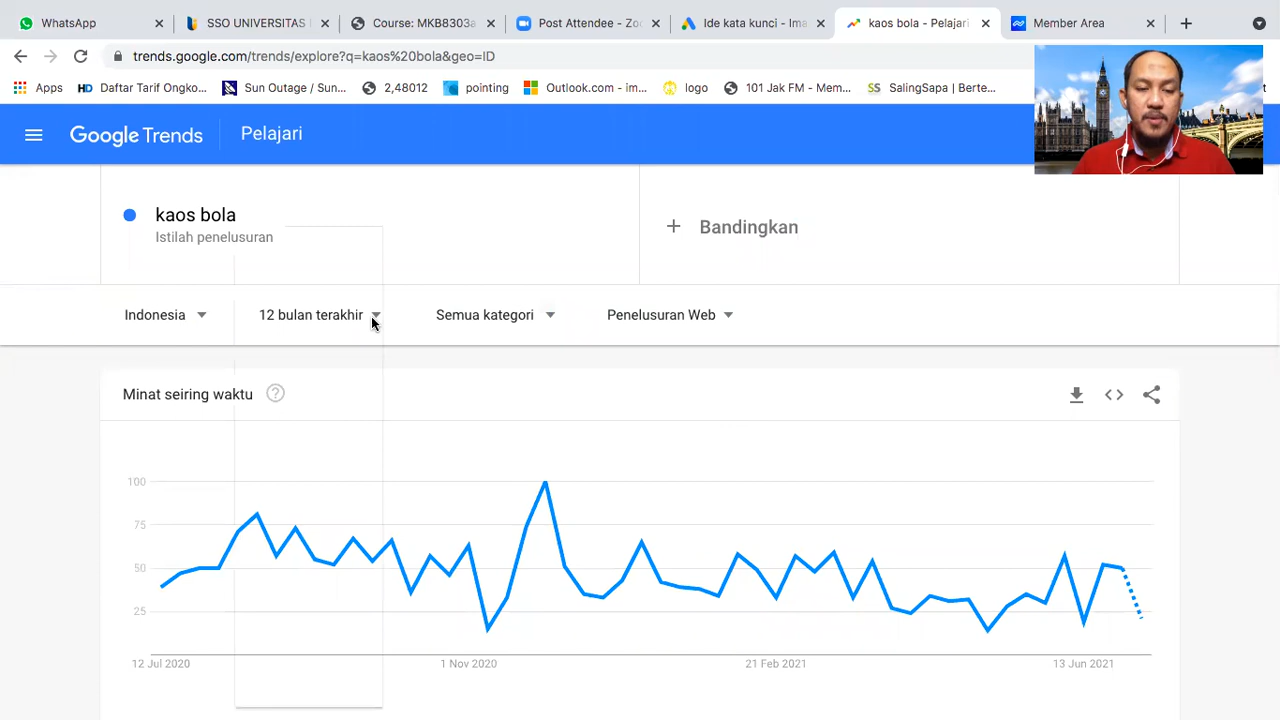 WhatsApp
SSO UNIVERSITAS
Course: MKB8303
Post Attendee - Zo
Ide kata kunci - Ima
kaos bola - Pelajari
Member Area
trends.google.com/trends/explore?q=kaos%20bola&geo=ID
Apps
Daftar Tarif Ongko...
Sun Outage / Sun...
2,48012
pointing
Outlook.com - im...
logo
101 Jak FM - Mem...
SalingSapa | Berte...
Google Trends
Pelajari
kaos bola
Istilah penelusuran
+ Bandingkan
Indonesia
12 bulan terakhir
Semua kategori
Penelusuran Web
Minat seiring waktu
100
75
50
25
12 Jul 2020
1 Nov 2020
21 Feb 2021
13 Jun 2021